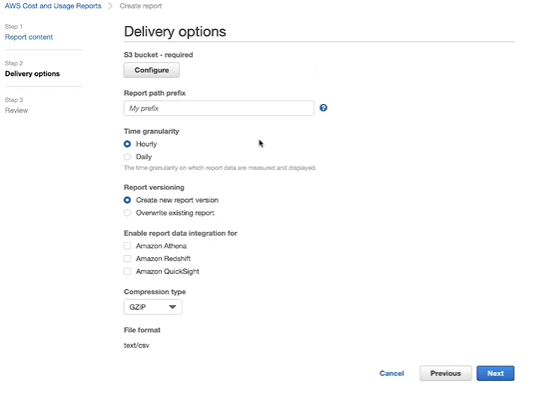 AWS Cost and Usage Reports > Create report
Step 1
Report content
Step 2
Delivery options
Step 3
Review
Delivery options
S3 bucket - required
Configure
Report path prefix
My prefix
?
Time granularity
Hourly
Daily
The time granularity on which report data are measured and displayed.
Report versioning
Create new report version
Overwrite existing report
Enable report data integration for
Amazon Athena
Amazon Redshift
Amazon QuickSight
Compression type
GZIP
File format
text/csv
Cancel Previous Next